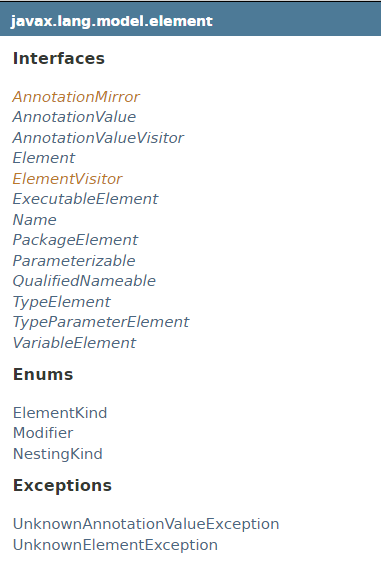 javax.lang.model.element
Interfaces
AnnotationMirror
AnnotationValue
AnnotationValueVisitor
Element
ElementVisitor
ExecutableElement
Name
PackageElement
Parameterizable
QualifiedNameable
TypeElement
TypeParameterElement
VariableElement
Enums
ElementKind
Modifier
NestingKind
Exceptions
UnknownAnnotationValueException
UnknownElementException